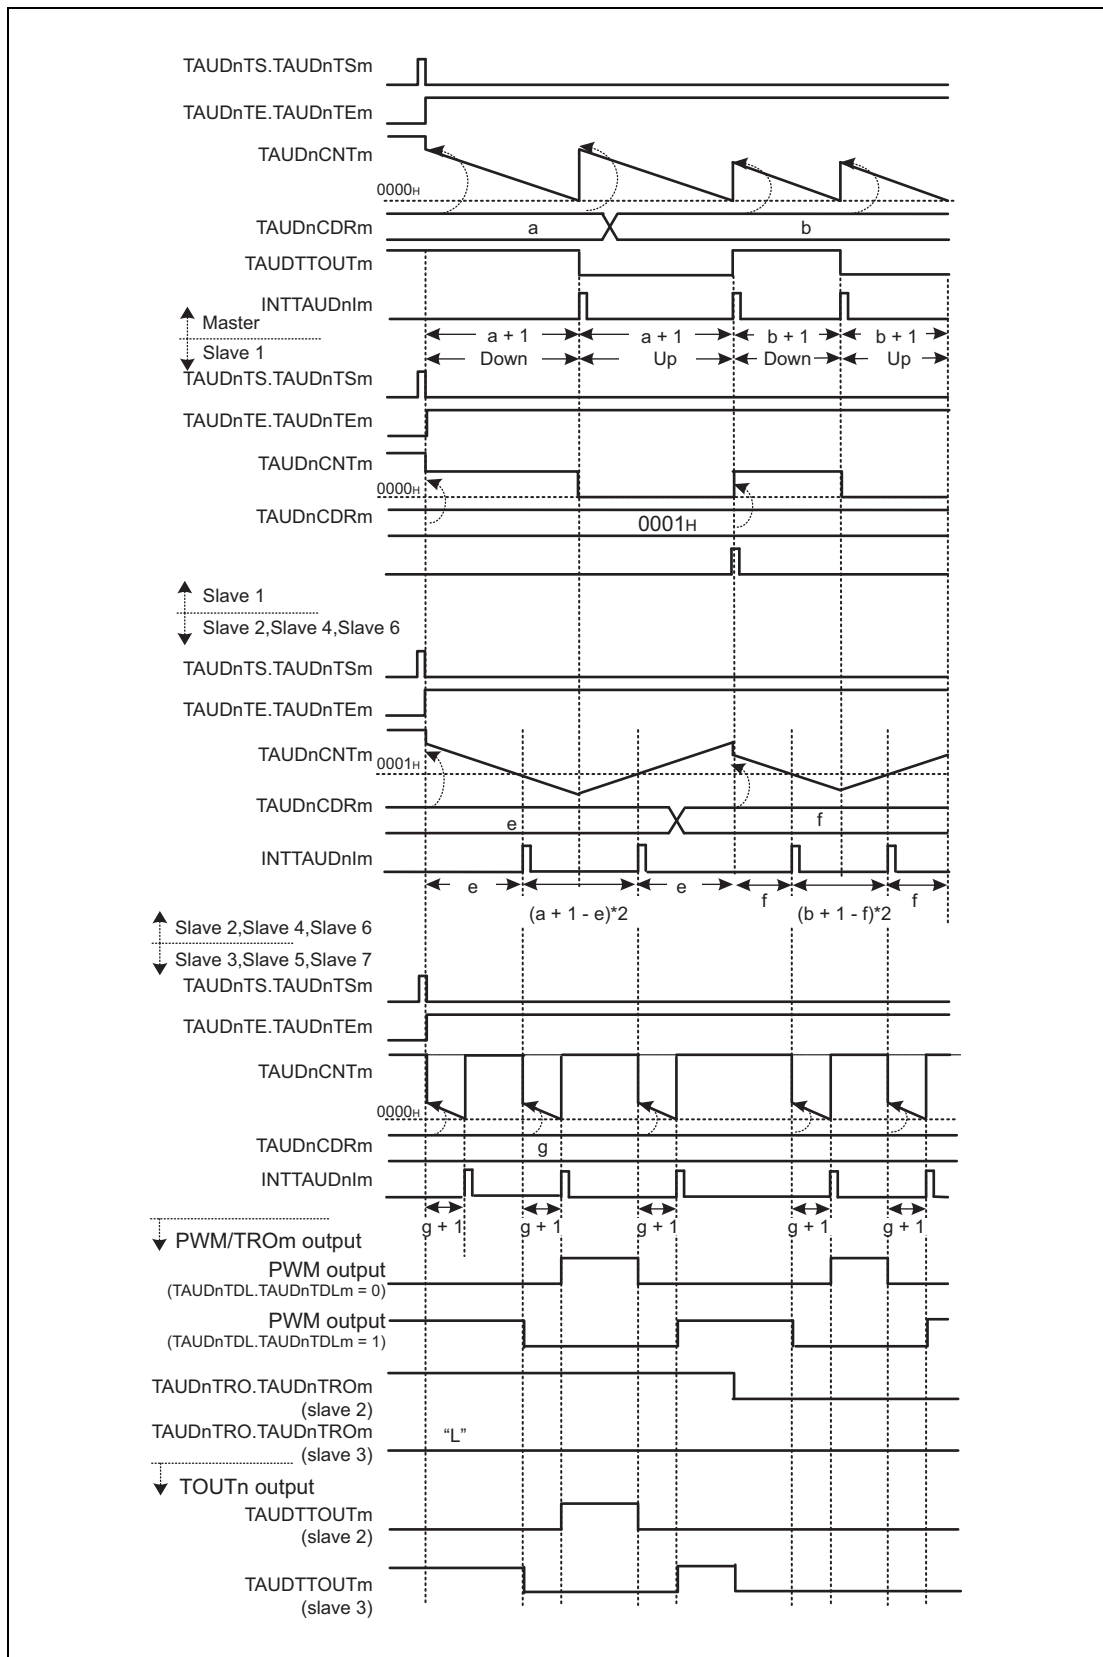 TAUDnTS.TAUDnTSm
TAUDnTE.TAUDnTEm
TAUDnCNTm
0000H
TAUDnCDRm
a
b
TAUDTTOUTm
INTTAUDnIm
Master
a + 1
a + 1
b + 1
b + 1
Slave 1
Down
Up
Down
Up
TAUDnTS.TAUDnTSm
TAUDnTE.TAUDnTEm
TAUDnCNTm
0000H
TAUDnCDRm
0001H
Slave 1
Slave 2,Slave 4,Slave 6
TAUDnTS.TAUDnTSm
TAUDnTE.TAUDnTEm
TAUDnCNTm
0001H
TAUDnCDRm
e
f
INTTAUDnIm
e
e
f
f
(a + 1 - e)*2
(b + 1 - f)*2
Slave 2,Slave 4,Slave 6
Slave 3,Slave 5,Slave 7
TAUDnTS.TAUDnTSm
TAUDnTE.TAUDnTEm
TAUDnCNTm
0000H
TAUDnCDRm
g
INTTAUDnIm
g + 1
g + 1
g + 1
g + 1
g + 1
PWM/TROm output
PWM output
(TAUDnTDL.TAUDnTDLm = 0)
PWM output
(TAUDnTDL.TAUDnTDLm = 1)
TAUDnTRO.TAUDnTROm
(slave 2)
TAUDnTRO.TAUDnTROm
(slave 3)
“L”
TOUTn output
TAUDTTOUTm
(slave 2)
TAUDTTOUTm
(slave 3)